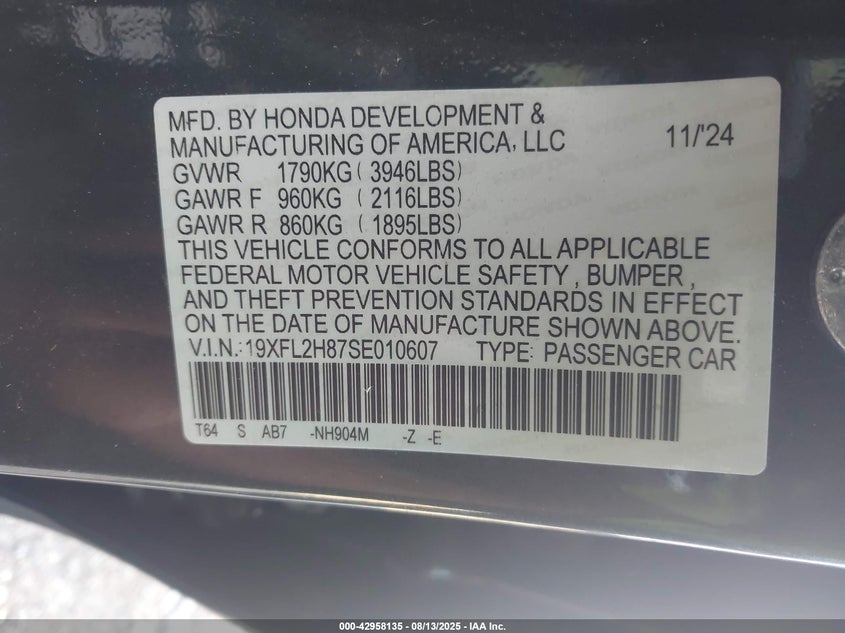 MFD. BY HONDA DEVELOPMENT &
MANUFACTURING OF AMERICA, LLC 11/'24
GVWR 1790KG ( 3946LBS)
GAWR F 960KG ( 2116LBS)
GAWR R 860KG ( 1895LBS)
THIS VEHICLE CONFORMS TO ALL APPLICABLE
FEDERAL MOTOR VEHICLE SAFETY , BUMPER ,
AND THEFT PREVENTION STANDARDS IN EFFECT
ON THE DATE OF MANUFACTURE SHOWN ABOVE.
V.I.N.:19XFL2H87SE010607 TYPE: PASSENGER CAR
T64 S AB7 -NH904M -Z -E
000-42958135 - 08/13/2025 - IAA Inc.